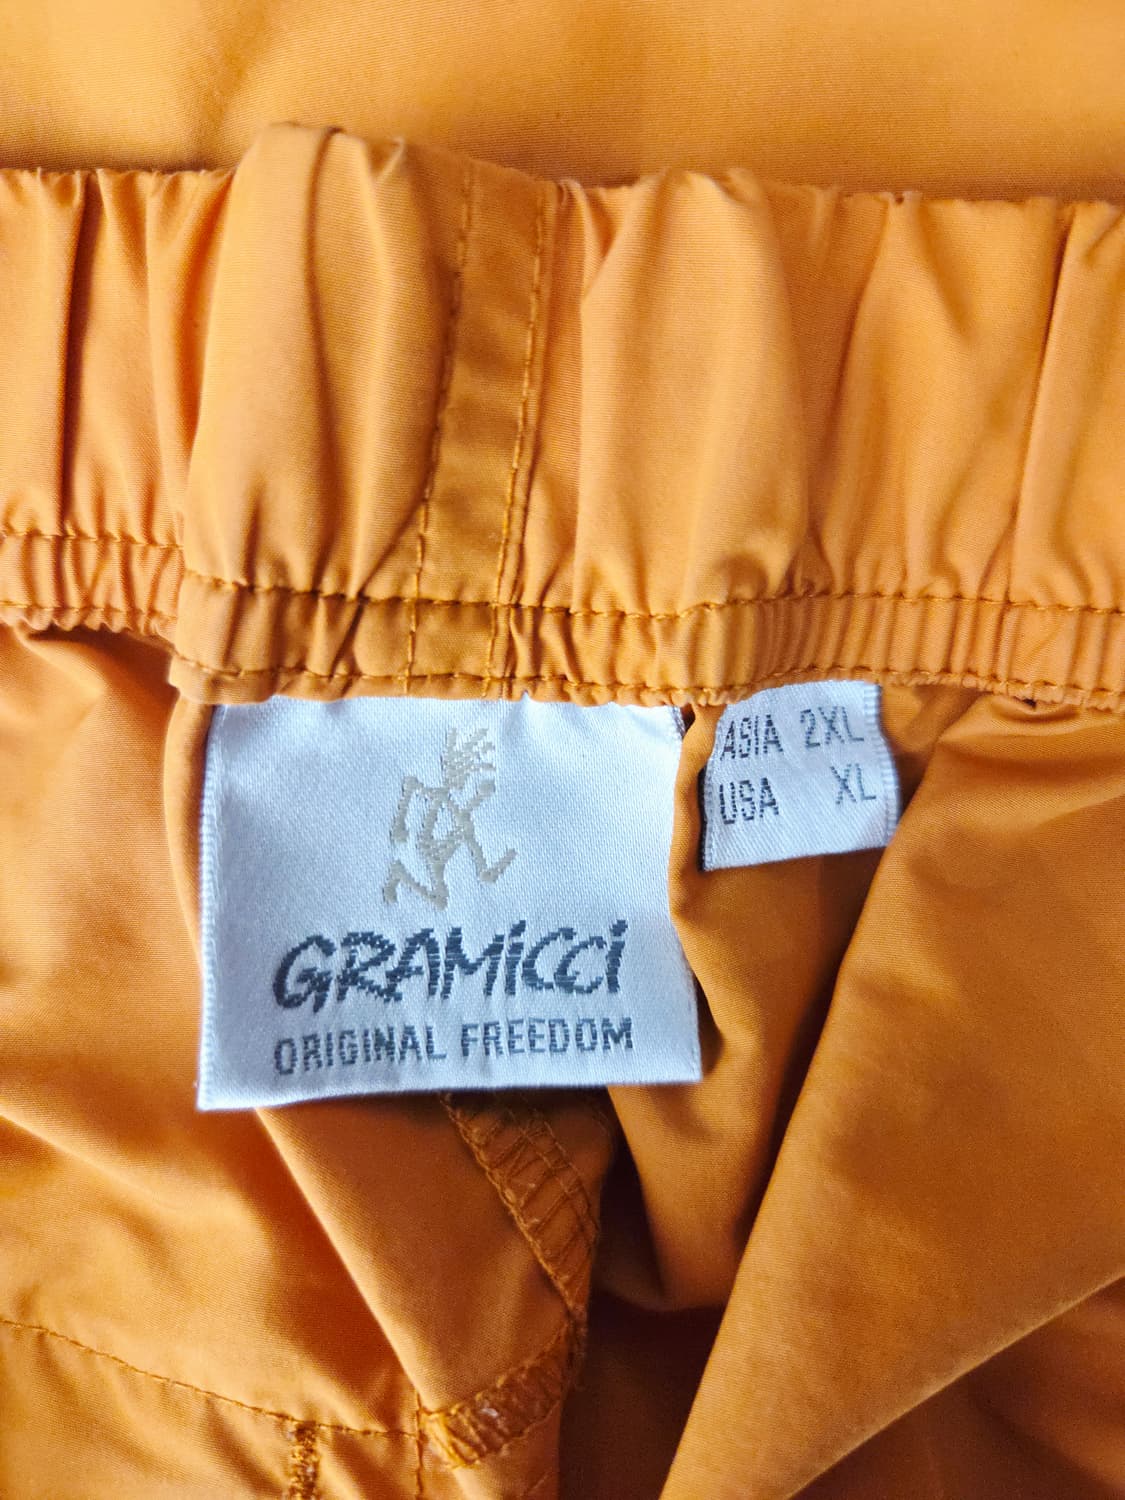 GRAMiCCi
ORIGINAL FREEDOM
ASIA 2XL
USA XL